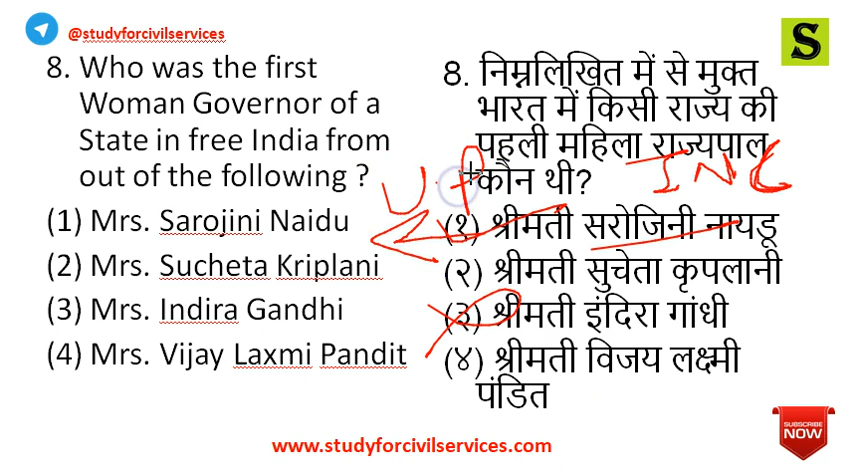 @studyforcivilservices
S
8. Who was the first
Woman Governor of a
State in free India from
out of the following ?
(1) Mrs. Sarojini Naidu
(2) Mrs. Sucheta Kriplani
(3) Mrs. Indira Gandhi
(4) Mrs. Vijay Laxmi Pandit
8. निम्नलिखित में से मुक्त
भारत में किसी राज्य की
पहली महिला राज्यपाल
कौन थी?
U.P
INC
(१) श्रीमती सरोजिनी नायडू
(२) श्रीमती सुचेता कृपलानी
(३) श्रीमती इंदिरा गांधी
(४) श्रीमती विजय लक्ष्मी
पंडित
SUBSCRIBE
NOW
www.studyforcivilservices.com